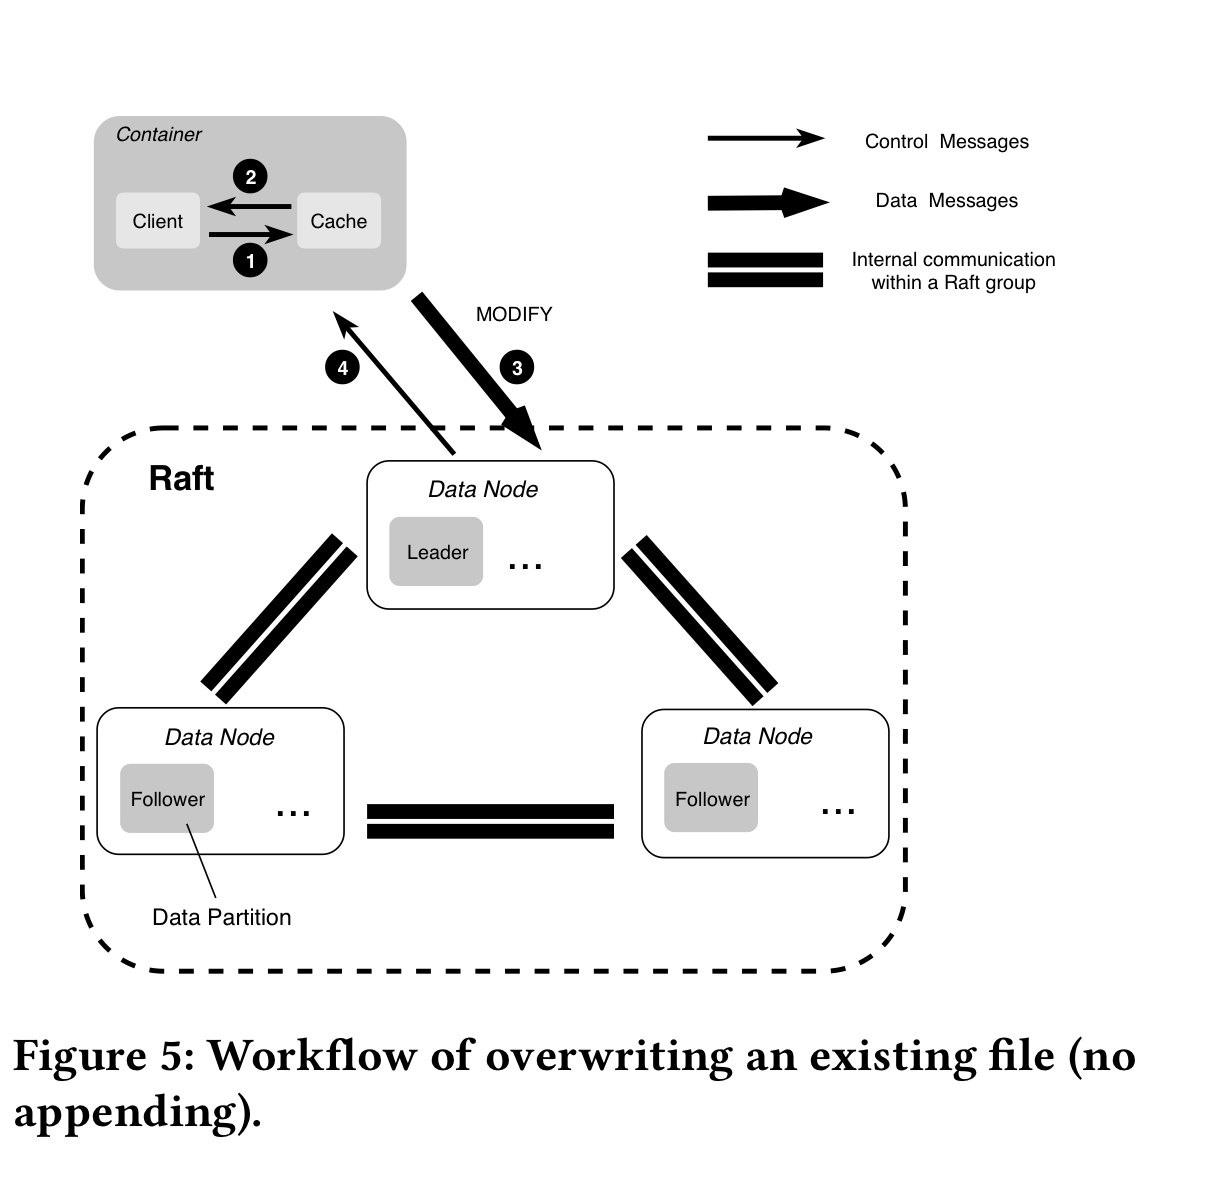 Container
2
Client
Cache
1
Control Messages
Data Messages
Internal communication
within a Raft group
MODIFY
4
3
Raft
Data Node
Leader
...
Data Node
Follower
...
Data Node
Follower
...
Data Partition
Figure 5: Workflow of overwriting an existing file (no
appending).